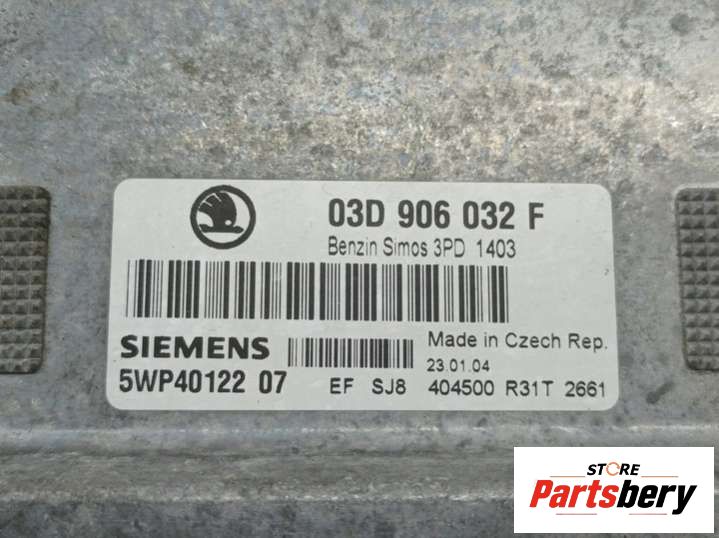 03D 906 032 F
Benzin Simos 3PD 1403
SIEMENS
Made in Czech Rep.
23.01.04
5WP40122 07 EF SJ8 404500 R31T 2661
STORE
Partsbery